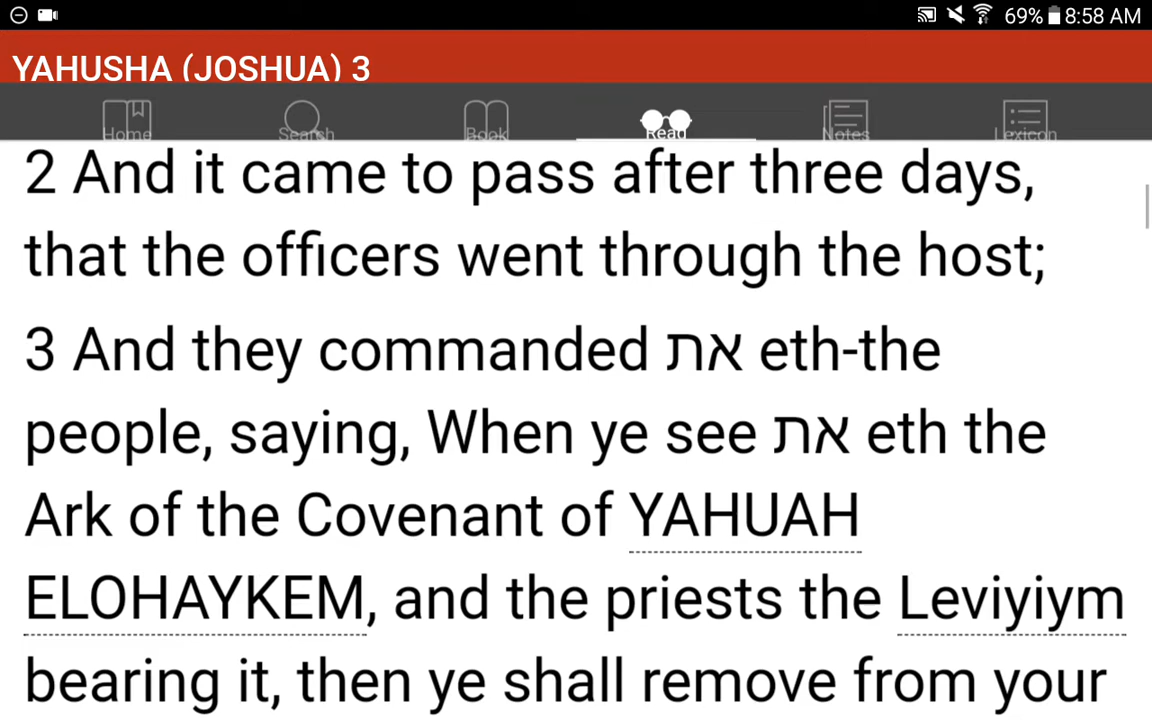 69% 8:58 AM
YAHUSHA (JOSHUA) 3
Home Search Book Read Notes Lexicon
2 And it came to pass after three days,
that the officers went through the host;
3 And they commanded את eth-the
people, saying, When ye see את eth the
Ark of the Covenant of YAHUAH
ELOHAYKEM, and the priests the Leviyiym
bearing it, then ye shall remove from your